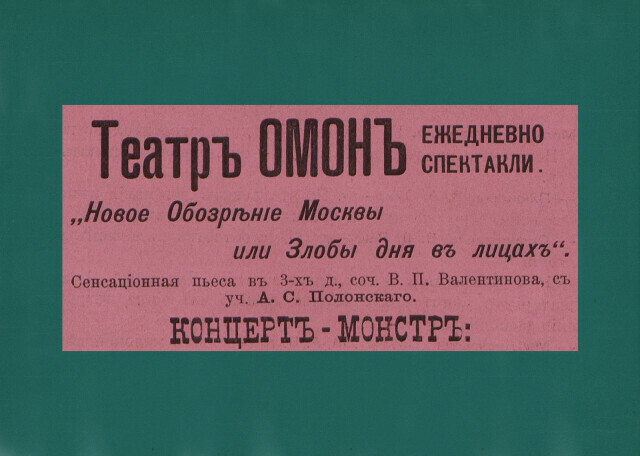 Театръ ОМОНЪ ЕЖЕДНЕВНО СПЕКТАКЛИ.
„Новое Обозрѣніе Москвы
или Злобы дня въ лицахъ“.
Сенсаціонная пьеса въ 3-хъ д., соч. В. П. Валентинова, съ
уч. А. С. Полонскаго.
КОНЦЕРТЪ - МОНСТРЪ: